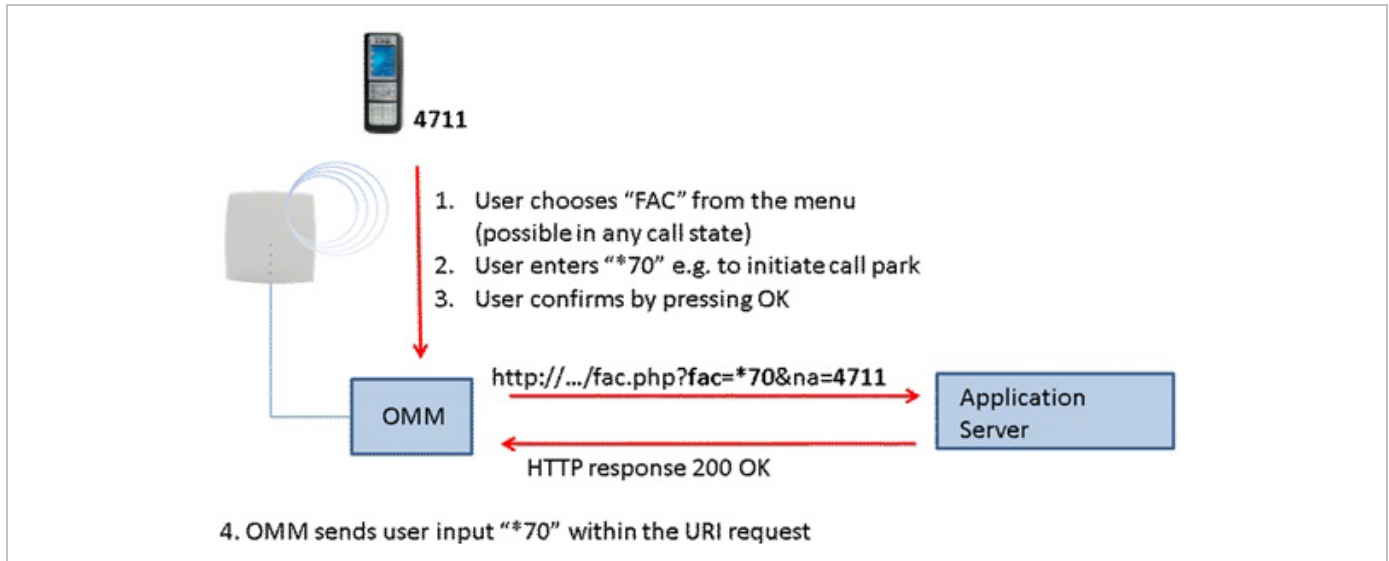 4711
1. User chooses “FAC” from the menu
(possible in any call state)
2. User enters “*70” e.g. to initiate call park
3. User confirms by pressing OK
http://.../fac.php?fac=*70&na=4711
OMM
Application
Server
HTTP response 200 OK
4. OMM sends user input “*70” within the URI request